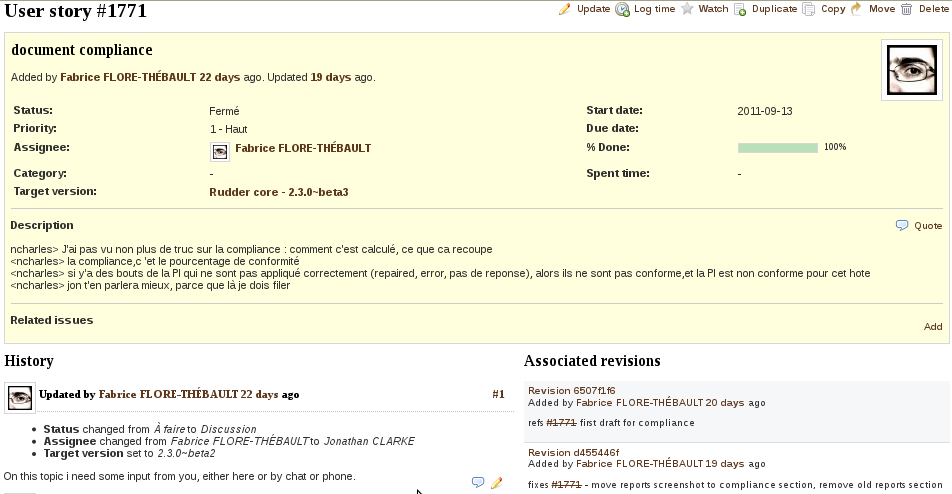 User story #1771
Update Log time Watch Duplicate Copy Move Delete
document compliance
Added by Fabrice FLORE-THÉBAULT 22 days ago. Updated 19 days ago.
Status: Fermé Start date: 2011-09-13
Priority: 1 - Haut Due date:
Assignee: Fabrice FLORE-THÉBAULT % Done: 100%
Category: - Spent time: -
Target version: Rudder core - 2.3.0~beta3
Description Quote
ncharles> J'ai pas vu non plus de truc sur la compliance : comment c'est calculé, ce que ca recoupe
<ncharles> la compliance,c 'et le pourcentage de conformité
<ncharles> si y'a des bouts de la PI qui ne sont pas appliqué correctement (repaired, error, pas de reponse), alors ils ne sont pas conforme,et la PI est non conforme pour cet hote
<ncharles> jon t'en parlera mieux, parce que là je dois filer
Related issues
Add
History
Updated by Fabrice FLORE-THÉBAULT 22 days ago #1
• Status changed from À faire to Discussion
• Assignee changed from Fabrice FLORE-THÉBAULT to Jonathan CLARKE
• Target version set to 2.3.0~beta2
On this topic i need some input from you, either here or by chat or phone.
Associated revisions
Revision 6507f1f6
Added by Fabrice FLORE-THÉBAULT 20 days ago
refs #1771 first draft for compliance
Revision d455446f
Added by Fabrice FLORE-THÉBAULT 19 days ago
fixes #1771 - move reports screenshot to compliance section, remove old reports section